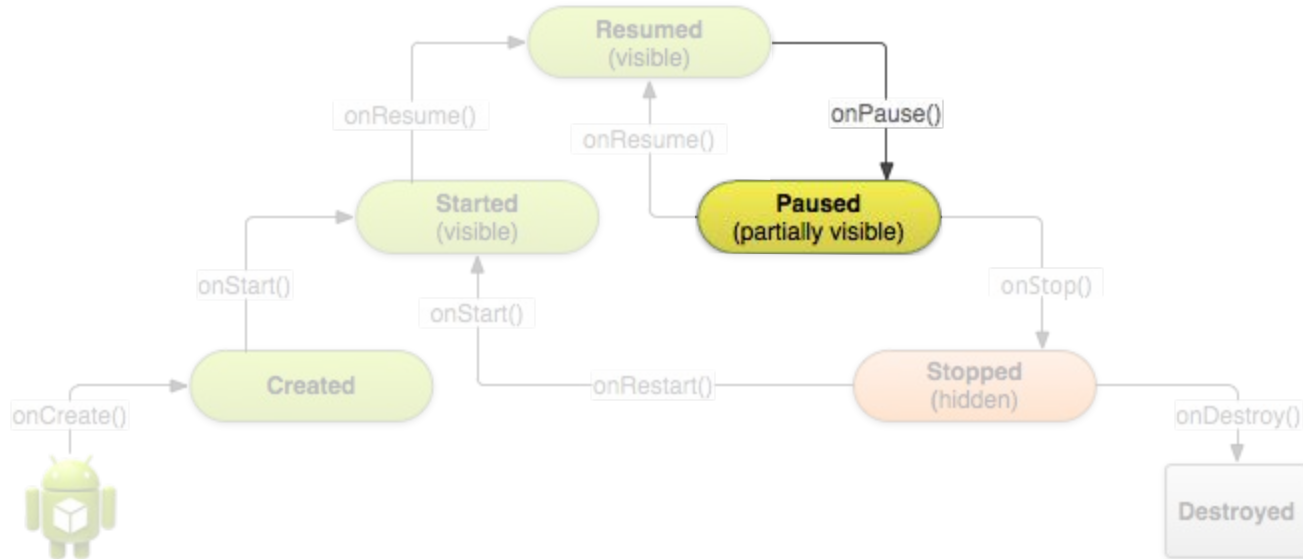 Resumed
(visible)
onResume()
onResume()
onPause()
Started
(visible)
Paused
(partially visible)
onStart()
onStart()
onStop()
Created
onRestart()
Stopped
(hidden)
onCreate()
onDestroy()
Destroyed